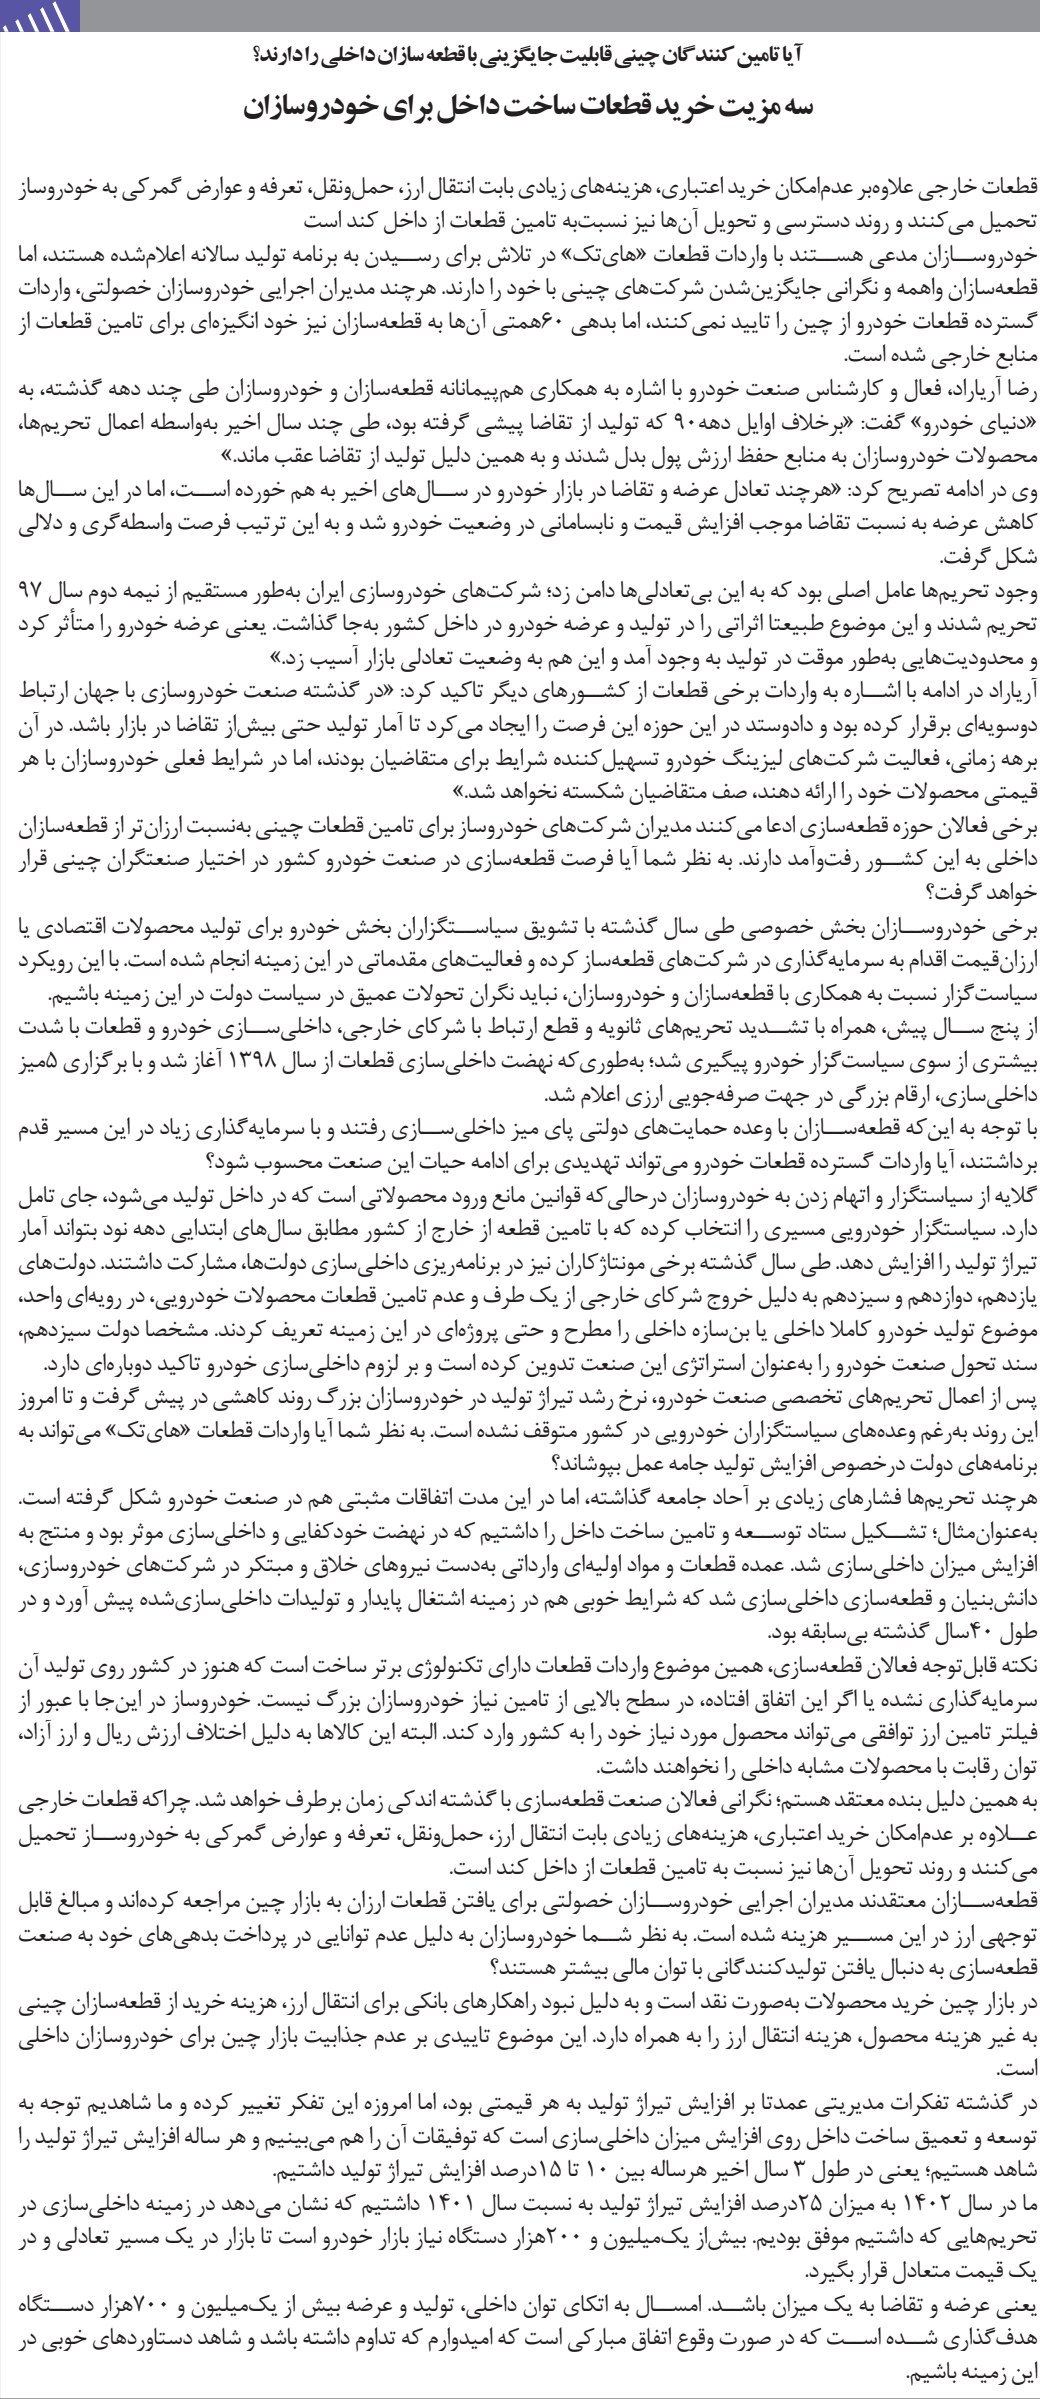 آیا تامین کنندگان چینی قابلیت جایگزینی با قطعه سازان داخلی را دارند؟
سه مزیت خرید قطعات ساخت داخل برای خودروسازان
قطعات خارجی علاوه‌بر عدم‌امکان خرید اعتباری، هزینه‌های زیادی بابت انتقال ارز، حمل‌ونقل، تعرفه و عوارض گمرکی به خودروساز
تحمیل می‌کنند و روند دسترسی و تحویل آن‌ها نیز نسبت‌به تامین قطعات از داخل کند است
خودروسازان مدعی هستند با واردات قطعات «های‌تک» در تلاش برای رسیدن به برنامه تولید سالانه اعلام‌شده هستند، اما
قطعه‌سازان واهمه و نگرانی جایگزین‌شدن شرکت‌های چینی با خود را دارند. هرچند مدیران اجرایی خودروسازان خصولتی، واردات
گسترده قطعات خودرو از چین را تایید نمی‌کنند، اما بدهی ۶۰همتی آن‌ها به قطعه‌سازان نیز خود انگیزه‌ای برای تامین قطعات از
منابع خارجی شده است.
رضا آریاراد، فعال و کارشناس صنعت خودرو با اشاره به همکاری هم‌پیمانانه قطعه‌سازان و خودروسازان طی چند دهه گذشته، به
«دنیای خودرو» گفت: «برخلاف اوایل دهه۹۰ که تولید از تقاضا پیشی گرفته بود، طی چند سال اخیر به‌واسطه اعمال تحریم‌ها،
محصولات خودروسازان به منابع حفظ ارزش پول بدل شدند و به همین دلیل تولید از تقاضا عقب ماند.»
وی در ادامه تصریح کرد: «هرچند تعادل عرضه و تقاضا در بازار خودرو در سال‌های اخیر به هم خورده است، اما در این سال‌ها
کاهش عرضه به نسبت تقاضا موجب افزایش قیمت و نابسامانی در وضعیت خودرو شد و به این ترتیب فرصت واسطه‌گری و دلالی
شکل گرفت.
وجود تحریم‌ها عامل اصلی بود که به این بی‌تعادلی‌ها دامن زد؛ شرکت‌های خودروسازی ایران به‌طور مستقیم از نیمه دوم سال ۹۷
تحریم شدند و این موضوع طبیعتا اثراتی را در تولید و عرضه خودرو در داخل کشور به‌جا گذاشت. یعنی عرضه خودرو را متأثر کرد
و محدودیت‌هایی به‌طور موقت در تولید به وجود آمد و این هم به وضعیت تعادلی بازار آسیب زد.»
آریاراد در ادامه با اشاره به واردات برخی قطعات از کشورهای دیگر تاکید کرد: «در گذشته صنعت خودروسازی با جهان ارتباط
دوسویه‌ای برقرار کرده بود و دادوستد در این حوزه این فرصت را ایجاد می‌کرد تا آمار تولید حتی بیش‌از تقاضا در بازار باشد. در آن
برهه زمانی، فعالیت شرکت‌های لیزینگ خودرو تسهیل‌کننده شرایط برای متقاضیان بودند، اما در شرایط فعلی خودروسازان با هر
قیمتی محصولات خود را ارائه دهند، صف متقاضیان شکسته نخواهد شد.»
برخی فعالان حوزه قطعه‌سازی ادعا می‌کنند مدیران شرکت‌های خودروساز برای تامین قطعات چینی به‌نسبت ارزان‌تر از قطعه‌سازان
داخلی به این کشور رفت‌وآمد دارند. به نظر شما آیا فرصت قطعه‌سازی در صنعت خودرو کشور در اختیار صنعتگران چینی قرار
خواهد گرفت؟
برخی خودروسازان بخش خصوصی طی سال گذشته با تشویق سیاستگزاران بخش خودرو برای تولید محصولات اقتصادی یا
ارزان‌قیمت اقدام به سرمایه‌گذاری در شرکت‌های قطعه‌ساز کرده و فعالیت‌های مقدماتی در این زمینه انجام شده است. با این رویکرد
سیاست‌گزار نسبت به همکاری با قطعه‌سازان و خودروسازان، نباید نگران تحولات عمیق در سیاست دولت در این زمینه باشیم.
از پنج سال پیش، همراه با تشدید تحریم‌های ثانویه و قطع ارتباط با شرکای خارجی، داخلی‌سازی خودرو و قطعات با شدت
بیشتری از سوی سیاست‌گزار خودرو پیگیری شد؛ به‌طوری‌که نهضت داخلی‌سازی قطعات از سال ۱۳۹۸ آغاز شد و با برگزاری ۵میز
داخلی‌سازی، ارقام بزرگی در جهت صرفه‌جویی ارزی اعلام شد.
با توجه به این‌که قطعه‌سازان با وعده حمایت‌های دولتی پای میز داخلی‌سازی رفتند و با سرمایه‌گذاری زیاد در این مسیر قدم
برداشتند، آیا واردات گسترده قطعات خودرو می‌تواند تهدیدی برای ادامه حیات این صنعت محسوب شود؟
گلایه از سیاستگزار و اتهام زدن به خودروسازان درحالی‌که قوانین مانع ورود محصولاتی است که در داخل تولید می‌شود، جای تامل
دارد. سیاستگزار خودرویی مسیری را انتخاب کرده که با تامین قطعه از خارج از کشور مطابق سال‌های ابتدایی دهه نود بتواند آمار
تیراژ تولید را افزایش دهد. طی سال گذشته برخی مونتاژکاران نیز در برنامه‌ریزی داخلی‌سازی دولت‌ها، مشارکت داشتند. دولت‌های
یازدهم، دوازدهم و سیزدهم به دلیل خروج شرکای خارجی از یک طرف و عدم تامین قطعات محصولات خودرویی، در رویه‌ای واحد،
موضوع تولید خودرو کاملا داخلی یا بن‌سازه داخلی را مطرح و حتی پروژه‌ای در این زمینه تعریف کردند. مشخصا دولت سیزدهم،
سند تحول صنعت خودرو را به‌عنوان استراتژی این صنعت تدوین کرده است و بر لزوم داخلی‌سازی خودرو تاکید دوباره‌ای دارد.
پس از اعمال تحریم‌های تخصصی صنعت خودرو، نرخ رشد تیراژ تولید در خودروسازان بزرگ روند کاهشی در پیش گرفت و تا امروز
این روند به‌رغم وعده‌های سیاستگزاران خودرویی در کشور متوقف نشده است. به نظر شما آیا واردات قطعات «های‌تک» می‌تواند به
برنامه‌های دولت درخصوص افزایش تولید جامه عمل بپوشاند؟
هرچند تحریم‌ها فشارهای زیادی بر آحاد جامعه گذاشته، اما در این مدت اتفاقات مثبتی هم در صنعت خودرو شکل گرفته است.
به‌عنوان‌مثال؛ تشکیل ستاد توسعه و تامین ساخت داخل را داشتیم که در نهضت خودکفایی و داخلی‌سازی موثر بود و منتج به
افزایش میزان داخلی‌سازی شد. عمده قطعات و مواد اولیه‌ای وارداتی به‌دست نیروهای خلاق و مبتکر در شرکت‌های خودروسازی،
دانش‌بنیان و قطعه‌سازی داخلی‌سازی شد که شرایط خوبی هم در زمینه اشتغال پایدار و تولیدات داخلی‌سازی‌شده پیش آورد و در
طول ۴۰سال گذشته بی‌سابقه بود.
نکته قابل‌توجه فعالان قطعه‌سازی، همین موضوع واردات قطعات دارای تکنولوژی برتر ساخت است که هنوز در کشور روی تولید آن
سرمایه‌گذاری نشده یا اگر این اتفاق افتاده، در سطح بالایی از تامین نیاز خودروسازان بزرگ نیست. خودروساز در این‌جا با عبور از
فیلتر تامین ارز توافقی می‌تواند محصول مورد نیاز خود را به کشور وارد کند. البته این کالاها به دلیل اختلاف ارزش ریال و ارز آزاد،
توان رقابت با محصولات مشابه داخلی را نخواهند داشت.
به همین دلیل بنده معتقد هستم؛ نگرانی فعالان صنعت قطعه‌سازی با گذشته اندکی زمان برطرف خواهد شد. چراکه قطعات خارجی
علاوه بر عدم‌امکان خرید اعتباری، هزینه‌های زیادی بابت انتقال ارز، حمل‌ونقل، تعرفه و عوارض گمرکی به خودروساز تحمیل
می‌کنند و روند تحویل آن‌ها نیز نسبت به تامین قطعات از داخل کند است.
قطعه‌سازان معتقدند مدیران اجرایی خودروسازان خصولتی برای یافتن قطعات ارزان به بازار چین مراجعه کرده‌اند و مبالغ قابل
توجهی ارز در این مسیر هزینه شده است. به نظر شما خودروسازان به دلیل عدم توانایی در پرداخت بدهی‌های خود به صنعت
قطعه‌سازی به دنبال یافتن تولیدکنندگانی با توان مالی بیشتر هستند؟
در بازار چین خرید محصولات به‌صورت نقد است و به دلیل نبود راهکارهای بانکی برای انتقال ارز، هزینه خرید از قطعه‌سازان چینی
به غیر هزینه محصول، هزینه انتقال ارز را به همراه دارد. این موضوع تاییدی بر عدم جذابیت بازار چین برای خودروسازان داخلی
است.
در گذشته تفکرات مدیریتی عمدتا بر افزایش تیراژ تولید به هر قیمتی بود، اما امروزه این تفکر تغییر کرده و ما شاهدیم توجه به
توسعه و تعمیق ساخت داخل روی افزایش میزان داخلی‌سازی است که توفیقات آن را هم می‌بینیم و هر ساله افزایش تیراژ تولید را
شاهد هستیم؛ یعنی در طول ۳ سال اخیر هرساله بین ۱۰ تا ۱۵درصد افزایش تیراژ تولید داشتیم.
ما در سال ۱۴۰۲ به میزان ۲۵درصد افزایش تیراژ تولید به نسبت سال ۱۴۰۱ داشتیم که نشان می‌دهد در زمینه داخلی‌سازی در
تحریم‌هایی که داشتیم موفق بودیم. بیش‌از یک‌میلیون و ۲۰۰هزار دستگاه نیاز بازار خودرو است تا بازار در یک مسیر تعادلی و در
یک قیمت متعادل قرار بگیرد.
یعنی عرضه و تقاضا به یک میزان باشد. امسال به اتکای توان داخلی، تولید و عرضه بیش از یک‌میلیون و ۷۰۰هزار دستگاه
هدف‌گذاری شده است که در صورت وقوع اتفاق مبارکی است که امیدوارم که تداوم داشته باشد و شاهد دستاوردهای خوبی در
این زمینه باشیم.